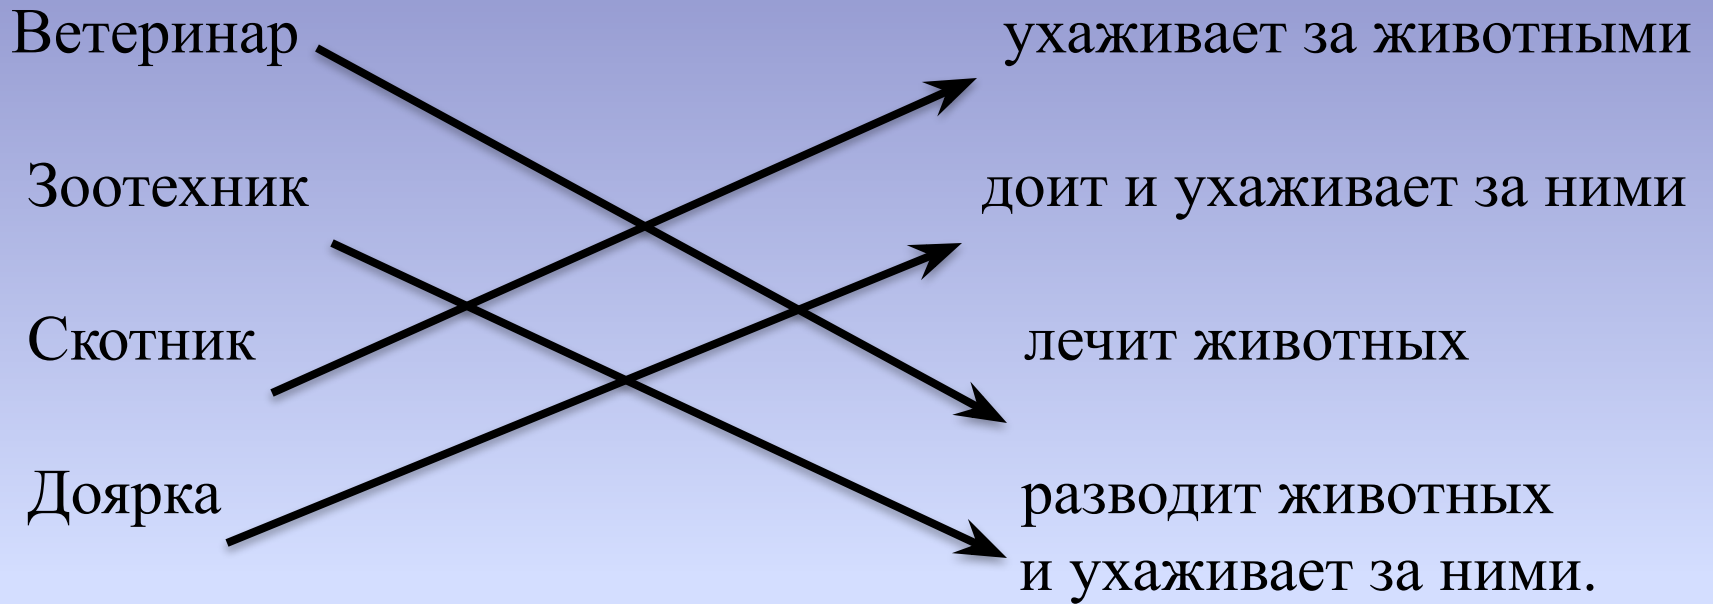 Ветеринар ухаживает за животными
Зоотехник доит и ухаживает за ними
Скотник лечит животных
Доярка разводит животных
и ухаживает за ними.